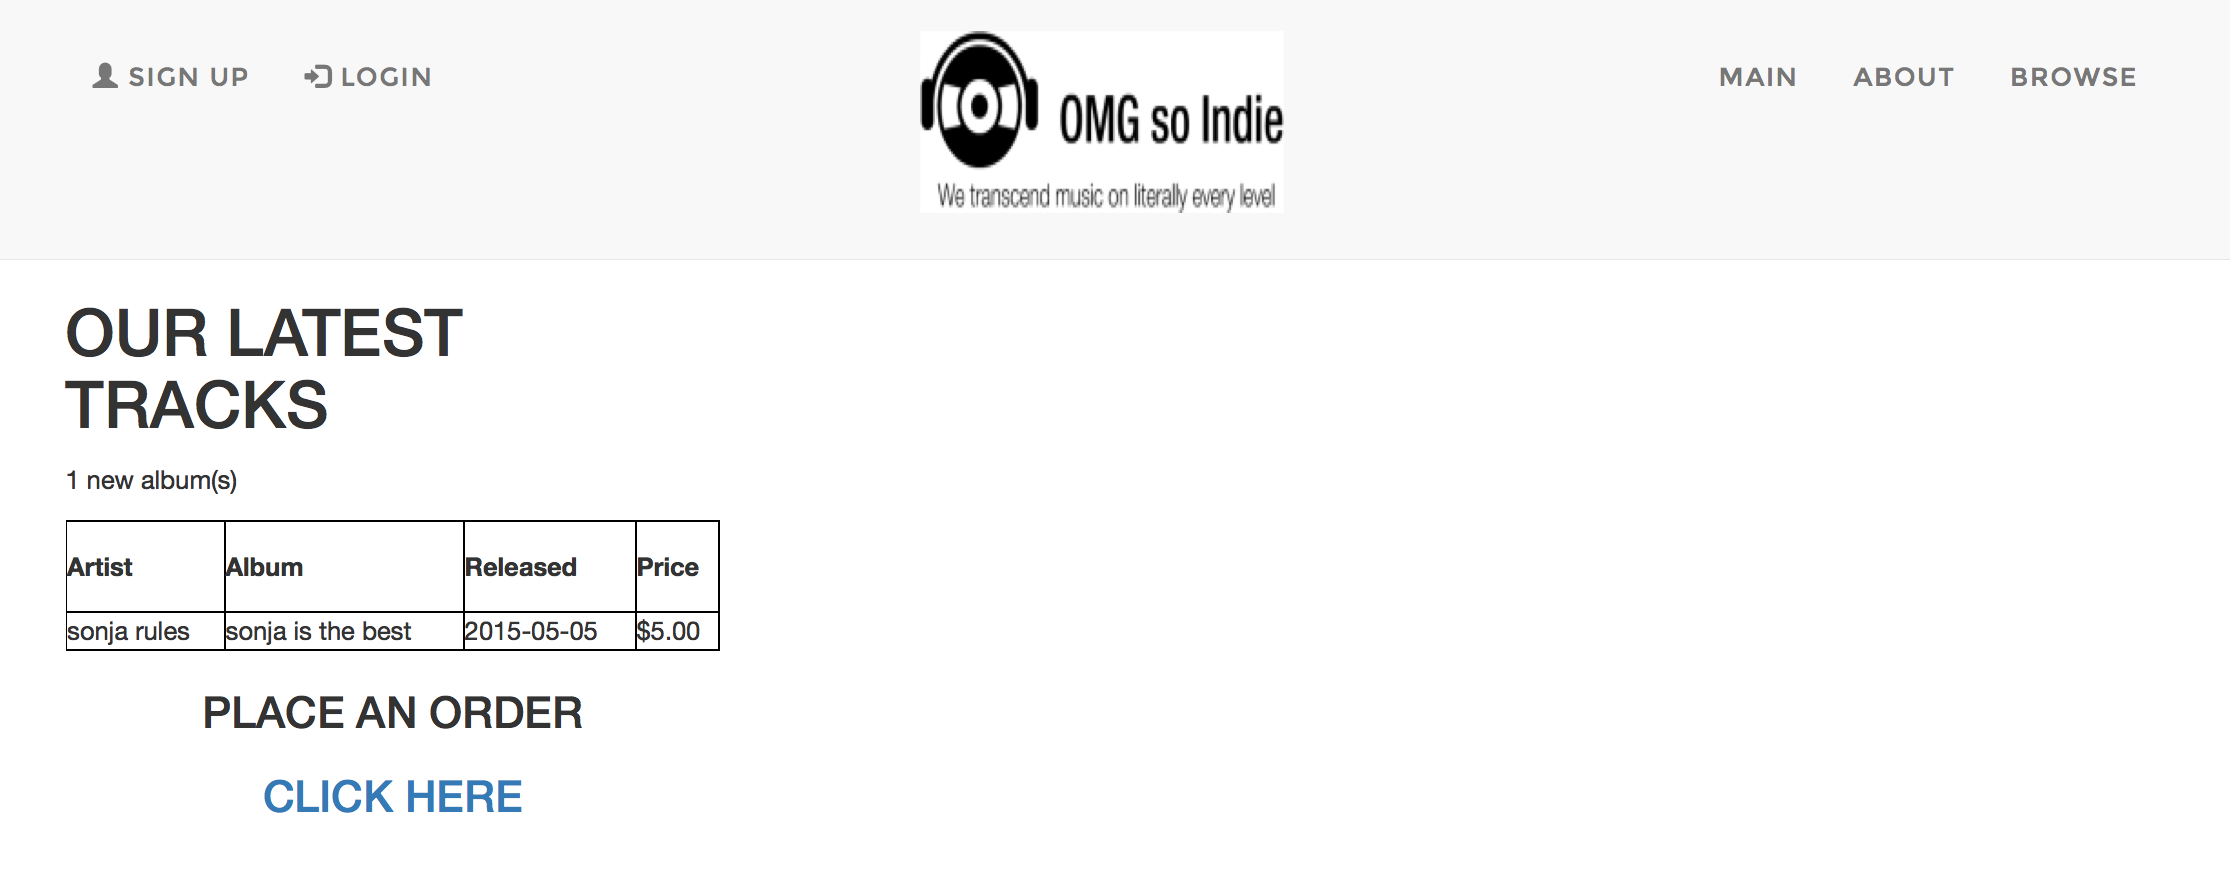 SIGN UP LOGIN
OMG so Indie
We transcend music on literally every level
MAIN ABOUT BROWSE
OUR LATEST
TRACKS
1 new album(s)
Artist Album Released Price
sonja rules sonja is the best 2015-05-05 $5.00
PLACE AN ORDER
CLICK HERE